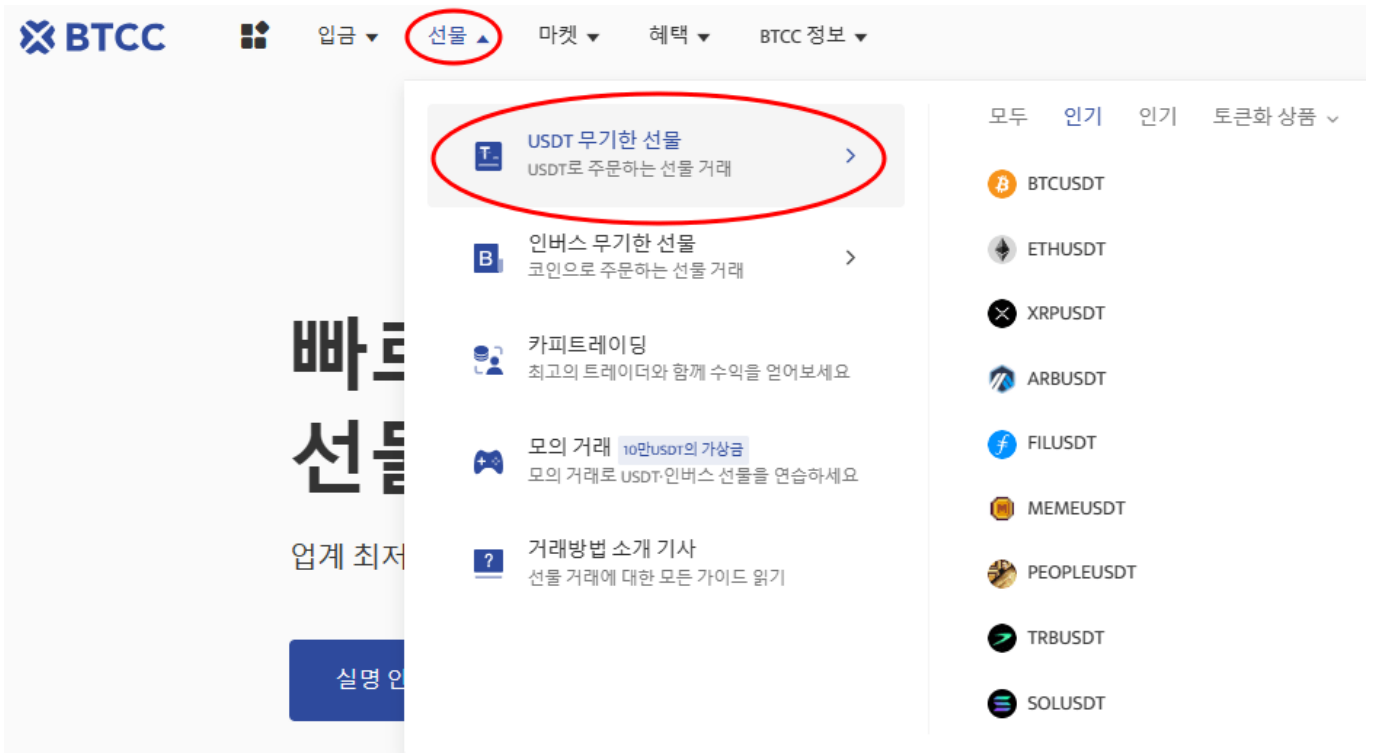 BTCC
입금 ▼
선물 ▲
마켓 ▼
혜택 ▼
BTCC 정보 ▼
USDT 무기한 선물
USDT로 주문하는 선물 거래
인버스 무기한 선물
코인으로 주문하는 선물 거래
카피트레이딩
최고의 트레이더와 함께 수익을 얻어보세요
모의 거래 10만USDT의 가상금
모의 거래로 USDT·인버스 선물을 연습하세요
거래방법 소개 기사
선물 거래에 대한 모든 가이드 읽기
모두 인기 인기 토큰화 상품
BTCUSDT
ETHUSDT
XRPUSDT
ARBUSDT
FILUSDT
MEMEUSDT
PEOPLEUSDT
TRBUSDT
SOLUSDT
업계 최저
실명